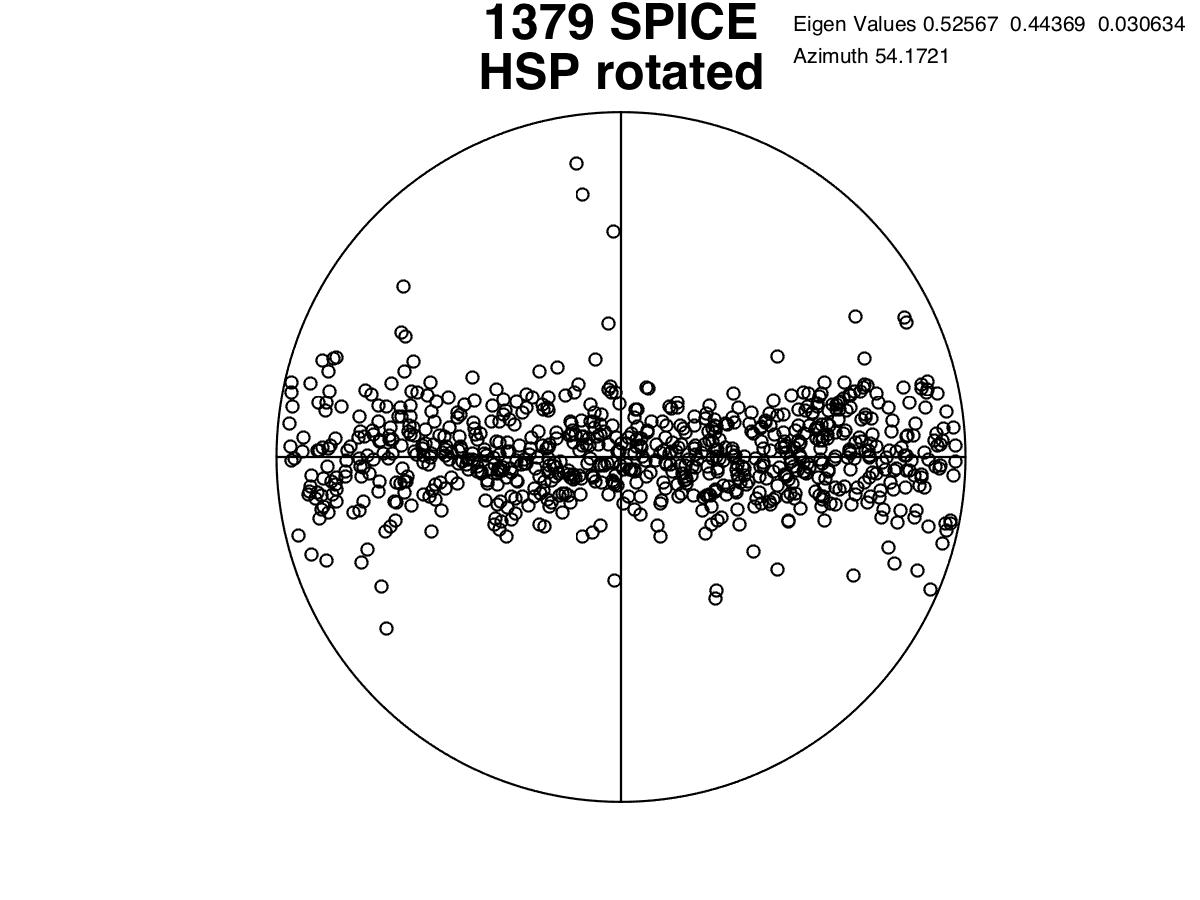 1379 SPICE
HSP rotated
Eigen Values 0.52567 0.44369 0.030634
Azimuth 54.1721